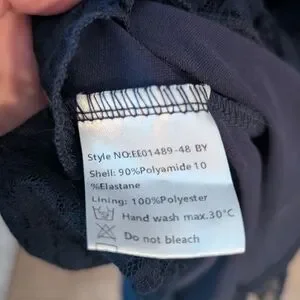 Style NO:EE01489-48 BY
Shell: 90%Polyamide 10
%Elastane
Lining: 100%Polyester
Hand wash max.30°C
Do not bleach